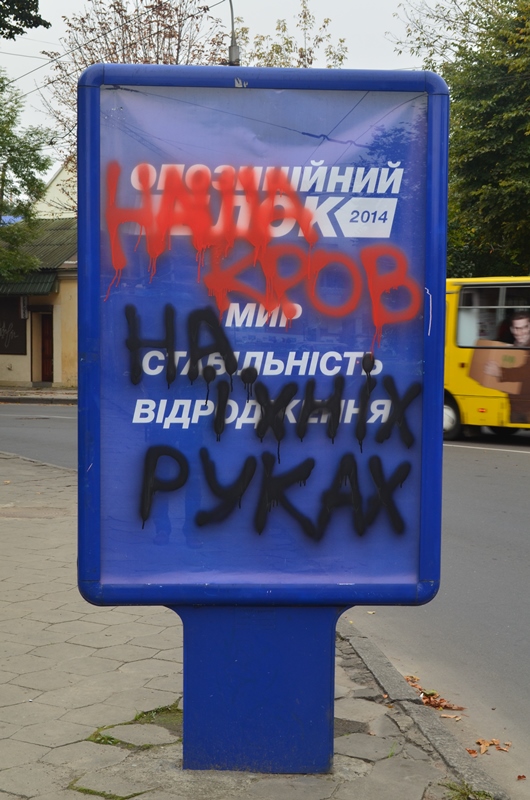 ОПОЗИЦІЙНИЙ
БЛОК 2014
НАША
КРОВ
МИР
СТАБІЛЬНІСТЬ
ВІДРОДЖЕННЯ
НА
ЇХНІХ
РУКАХ